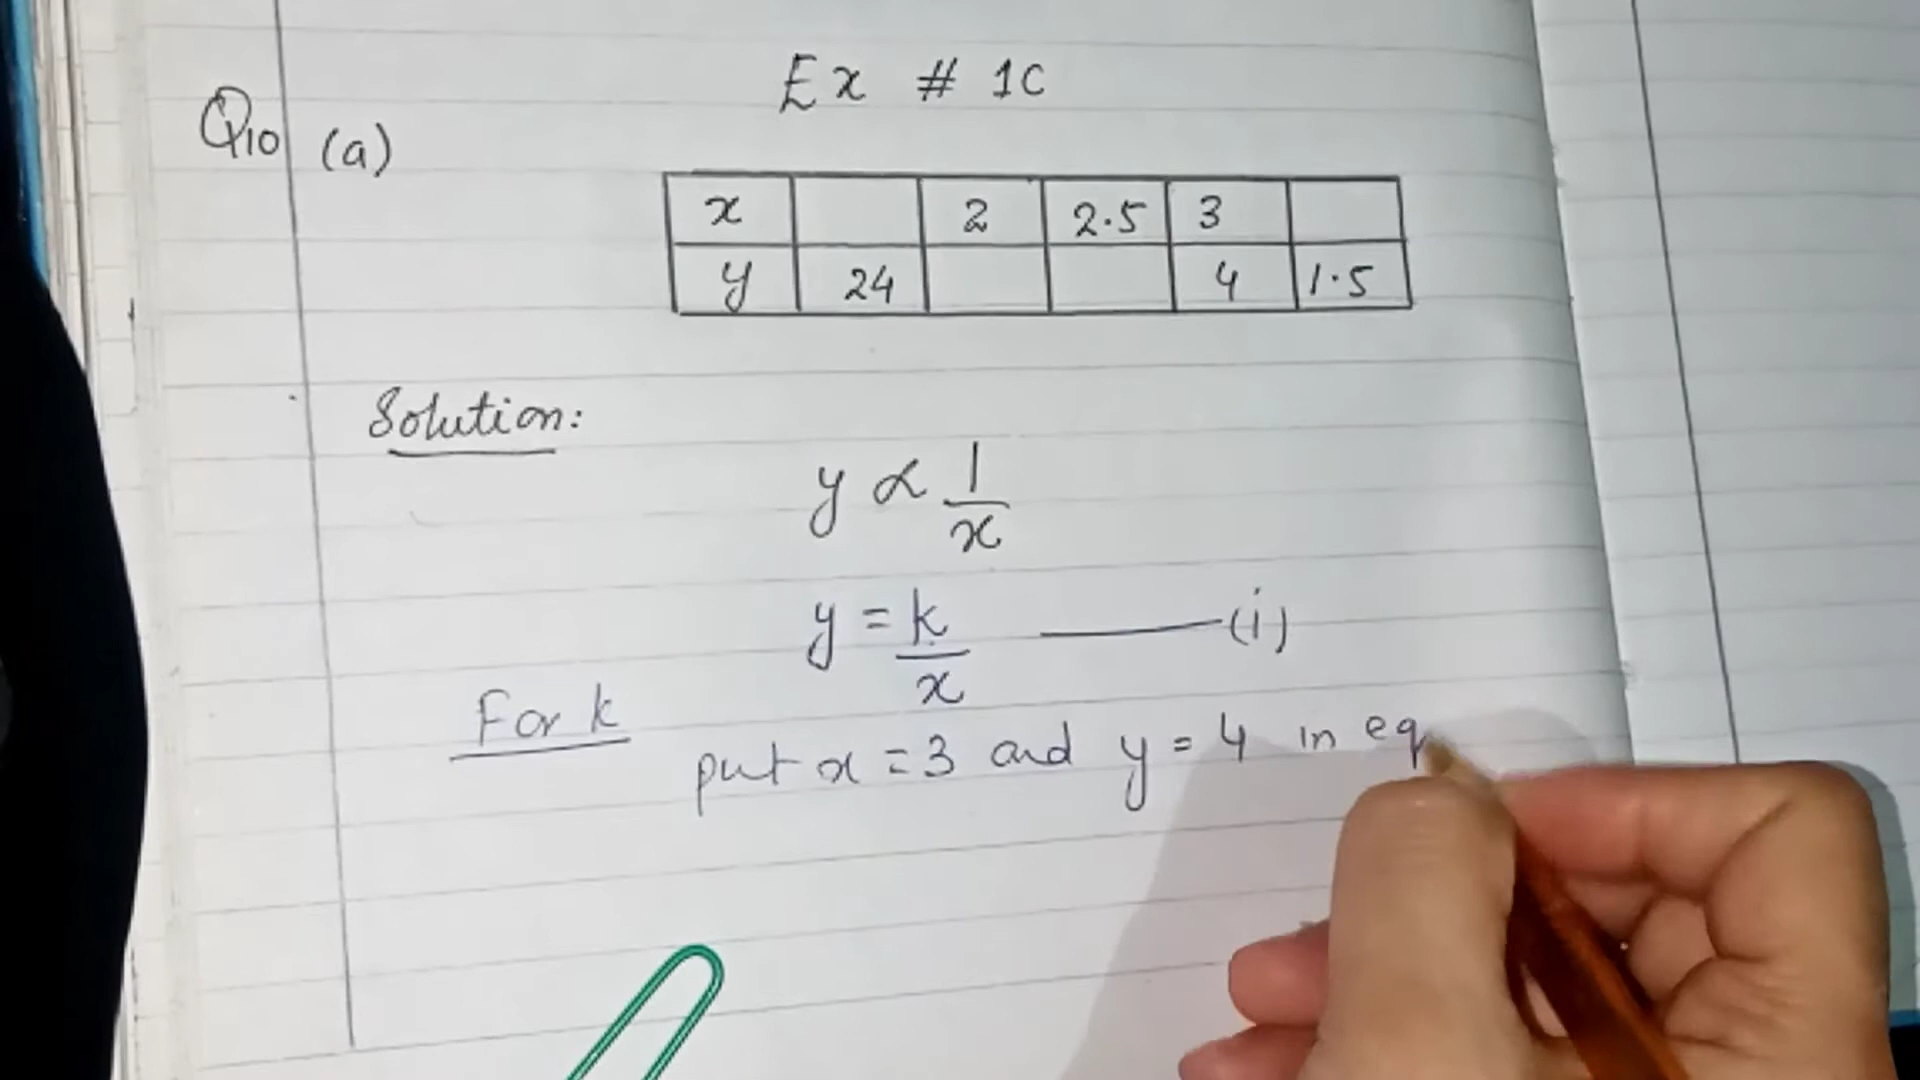 Ex # 1C
Q10 (a)
x 2 2.5 3
y 24 4 1.5
Solution:
y ∝ 1/x
y = k/x ——— (i)
For k
put x = 3 and y = 4 in eq